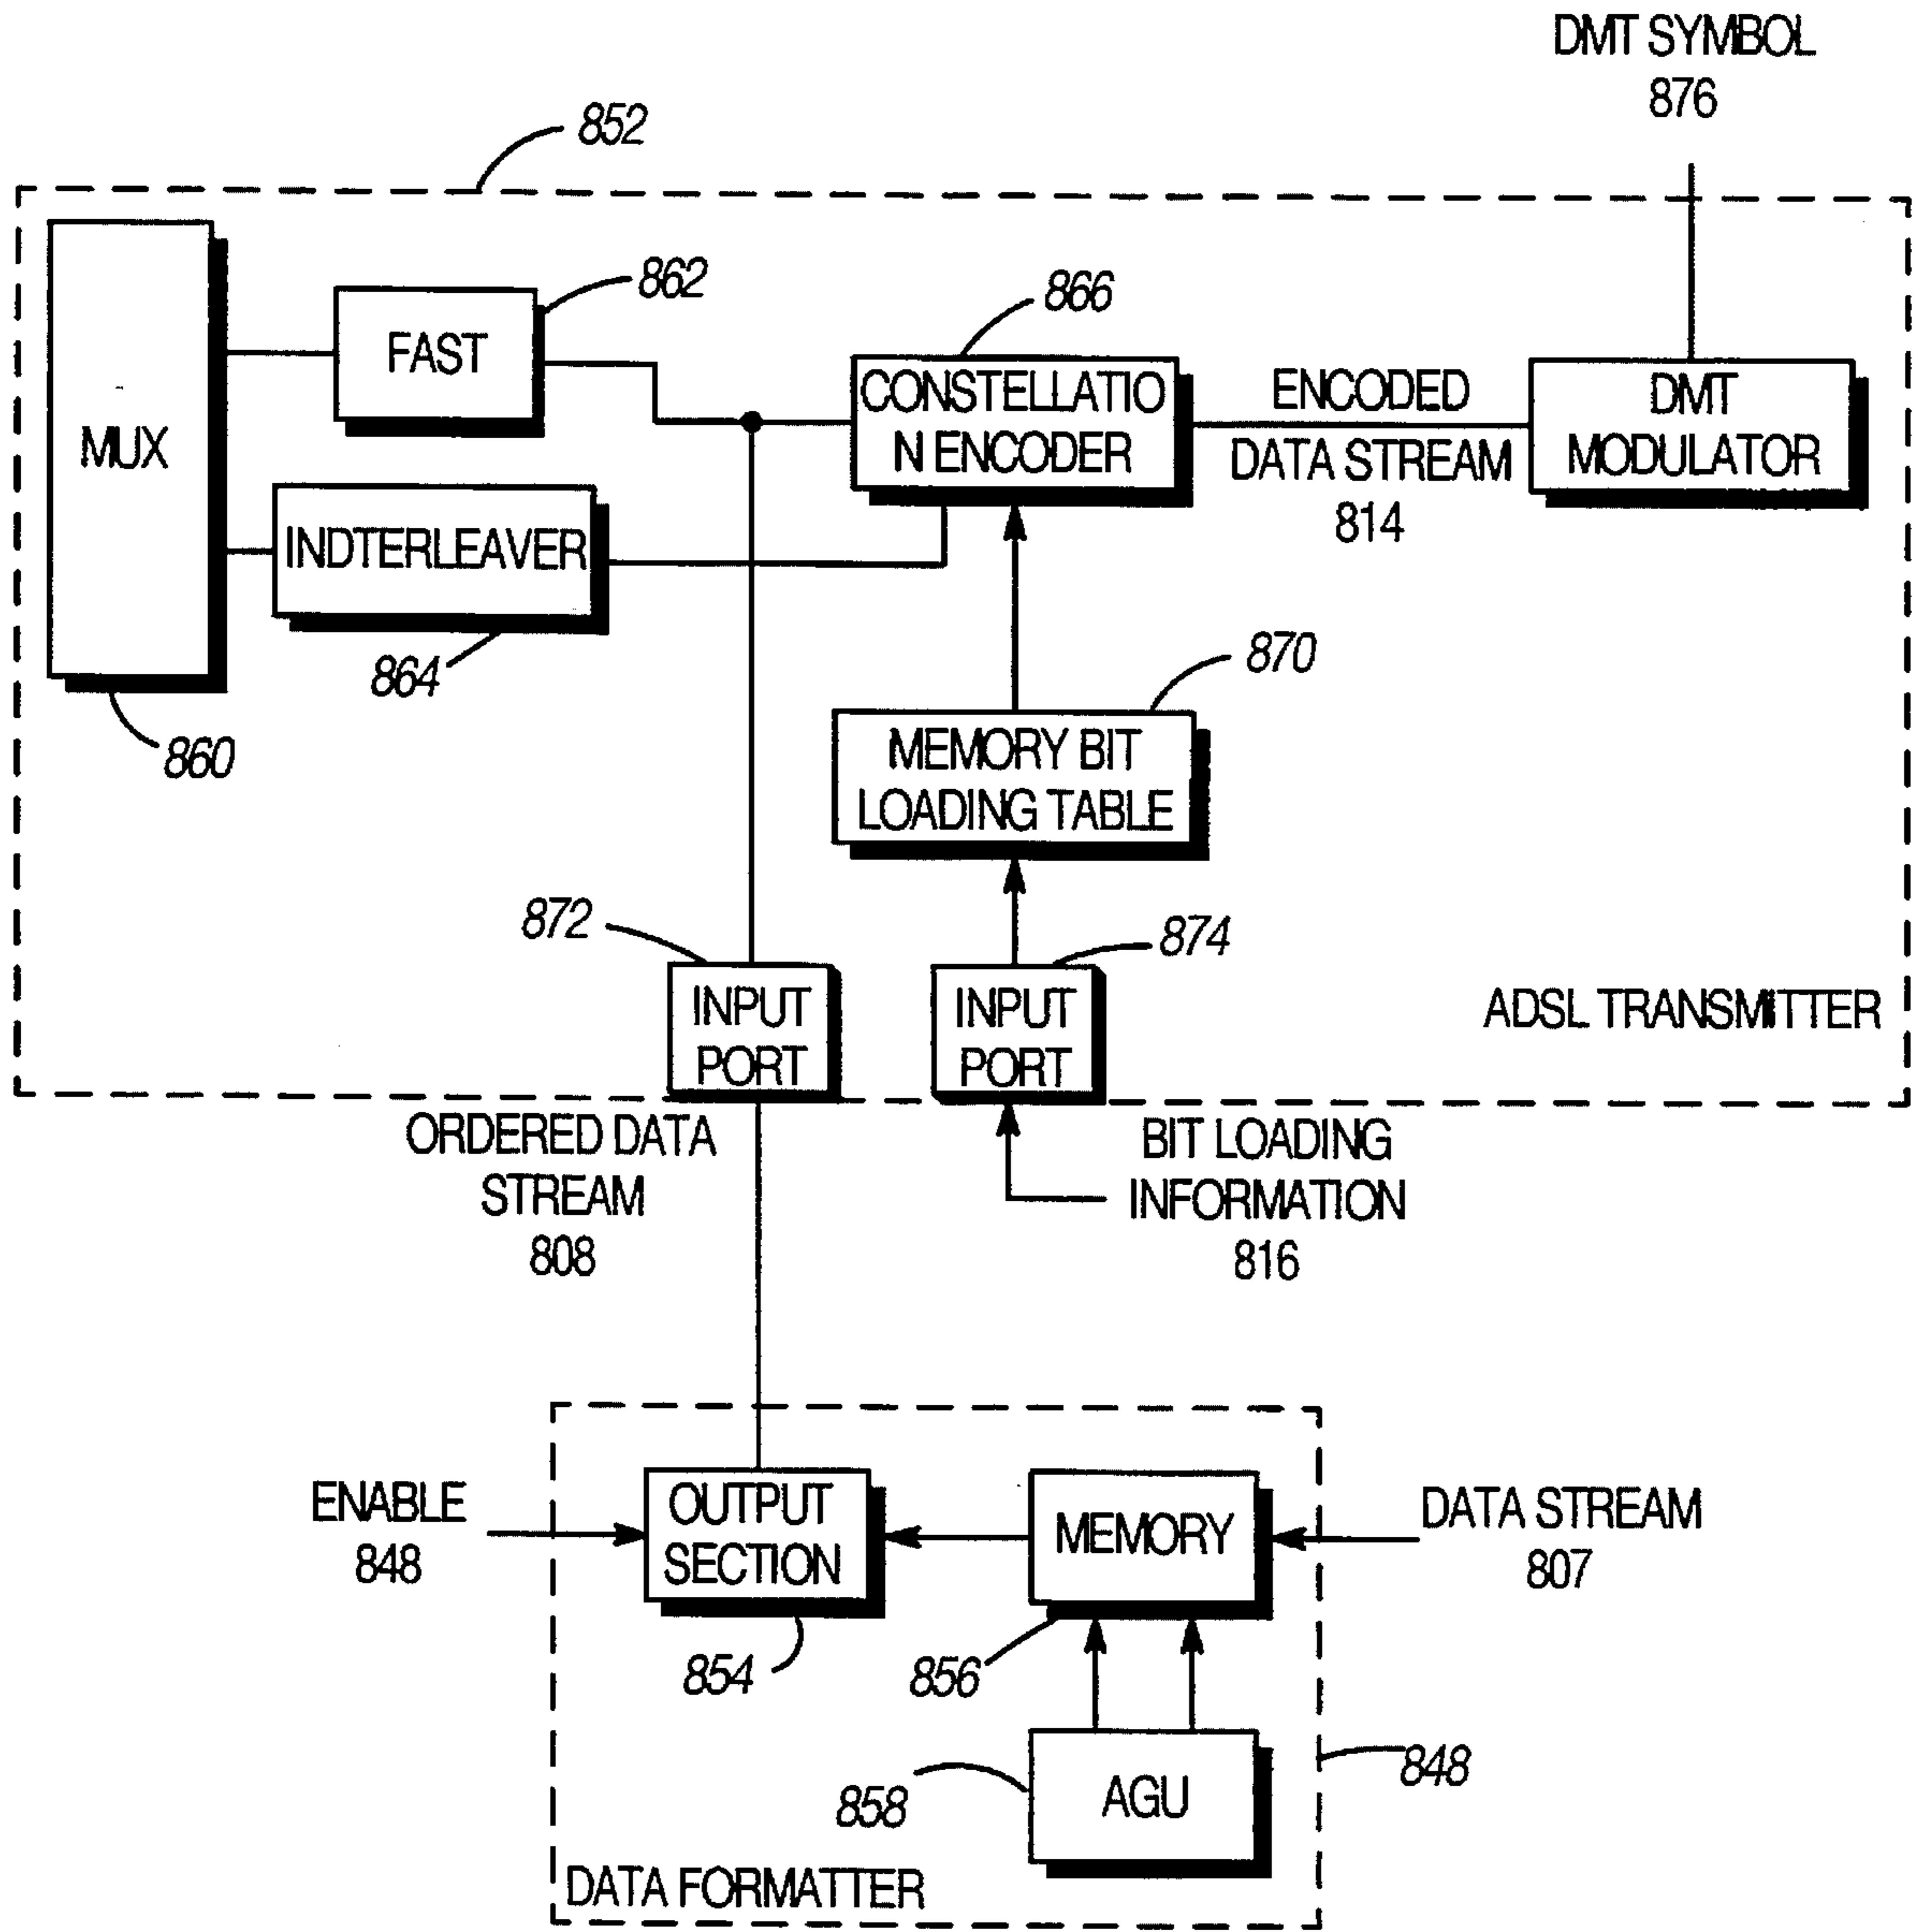 DMT SYMBOL
876
852
MUX
860
FAST
862
INDTERLEAVER
864
866
CONSTELLATIO
N ENCODER
ENCODED
DATA STREAM
814
DMT
MODULATOR
870
MEMORY BIT
LOADING TABLE
872
INPUT
PORT
874
INPUT
PORT
ADSL TRANSMITTER
ORDERED DATA
STREAM
808
BIT LOADING
INFORMATION
816
ENABLE
848
OUTPUT
SECTION
854
MEMORY
856
DATA STREAM
807
AGU
858
848
DATA FORMATTER